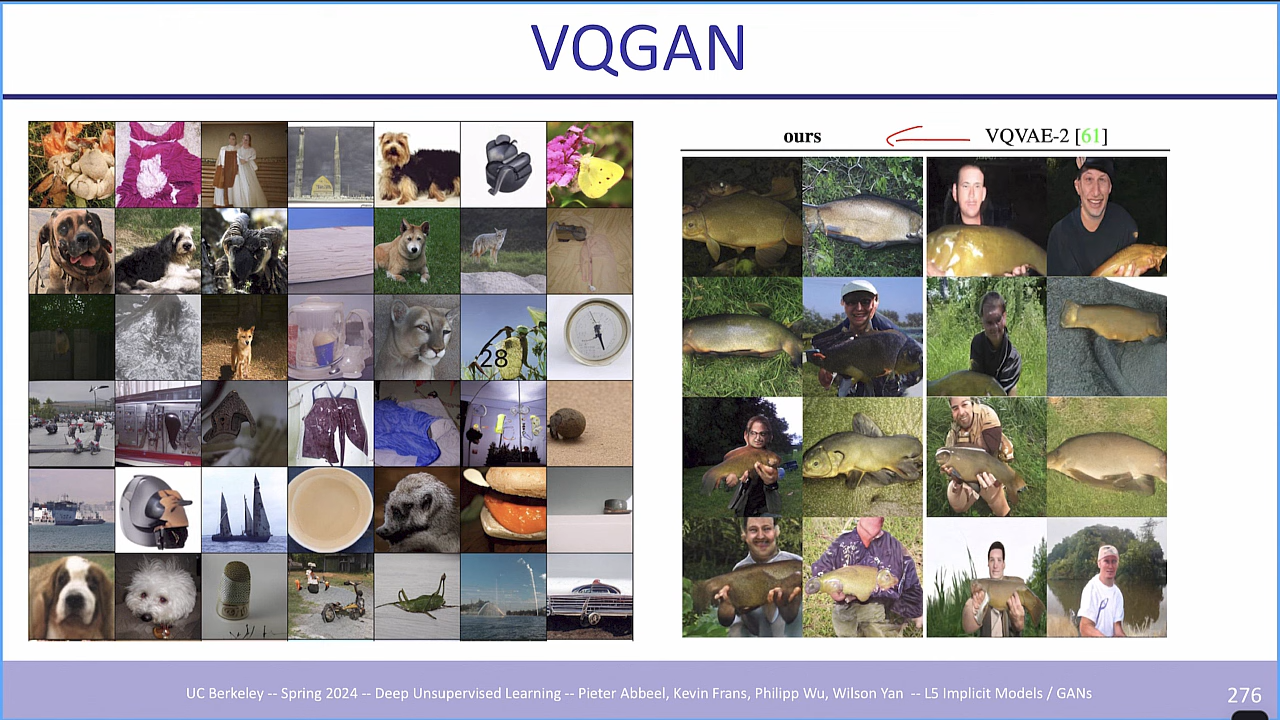 VQGAN
ours
VQVAE-2 [61]
28
UC Berkeley -- Spring 2024 -- Deep Unsupervised Learning -- Pieter Abbeel, Kevin Frans, Philipp Wu, Wilson Yan -- L5 Implicit Models / GANs
276